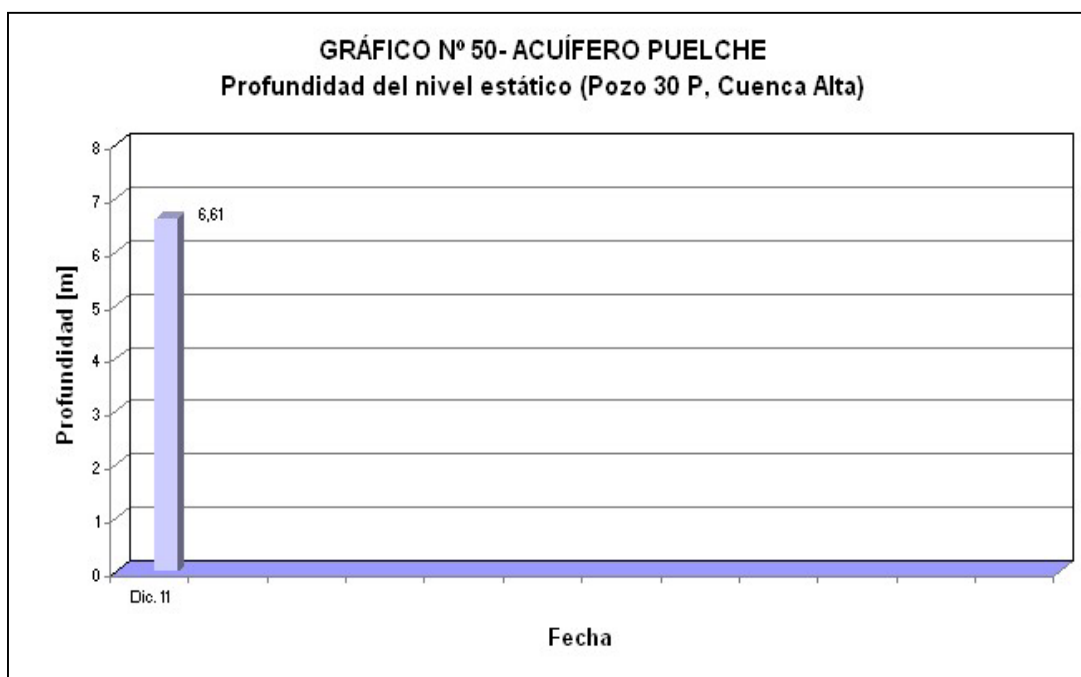 GRÁFICO Nº 50- ACUÍFERO PUELCHE
Profundidad del nivel estático (Pozo 30 P, Cuenca Alta)
Profundidad [m]
8
7
6
5
4
3
2
1
0
6,61
Dic. 11
Fecha